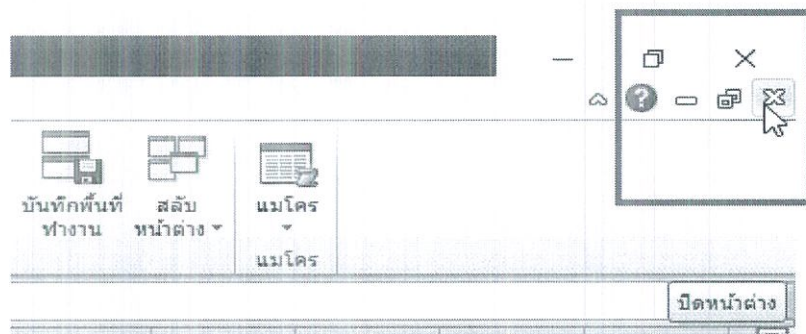 บันทึกพื้นที่
ทำงาน
สลับ
หน้าต่าง
แมโคร
แมโคร
ปิดหน้าต่าง